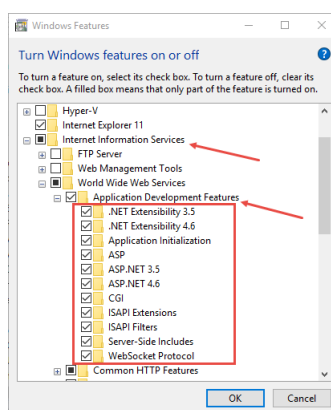 Windows Features
Turn Windows features on or off
To turn a feature on, select its check box. To turn a feature off, clear its
check box. A filled box means that only part of the feature is turned on.
Hyper-V
Internet Explorer 11
Internet Information Services
FTP Server
Web Management Tools
World Wide Web Services
Application Development Features
.NET Extensibility 3.5
.NET Extensibility 4.6
Application Initialization
ASP
ASP.NET 3.5
ASP.NET 4.6
CGI
ISAPI Extensions
ISAPI Filters
Server-Side Includes
WebSocket Protocol
Common HTTP Features
OK Cancel